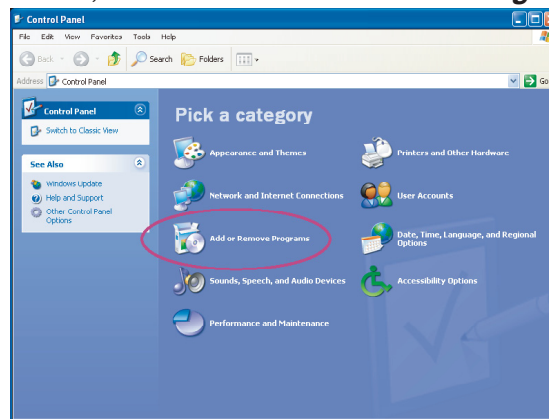 Control Panel
File Edit View Favorites Tools Help
Back Search Folders
Address Control Panel Go
Control Panel
Switch to Classic View
See Also
Windows Update
Help and Support
Other Control Panel
Options
Pick a category
Appearance and Themes
Printers and Other Hardware
Network and Internet Connections
User Accounts
Add or Remove Programs
Date, Time, Language, and Regional
Options
Sounds, Speech, and Audio Devices
Accessibility Options
Performance and Maintenance